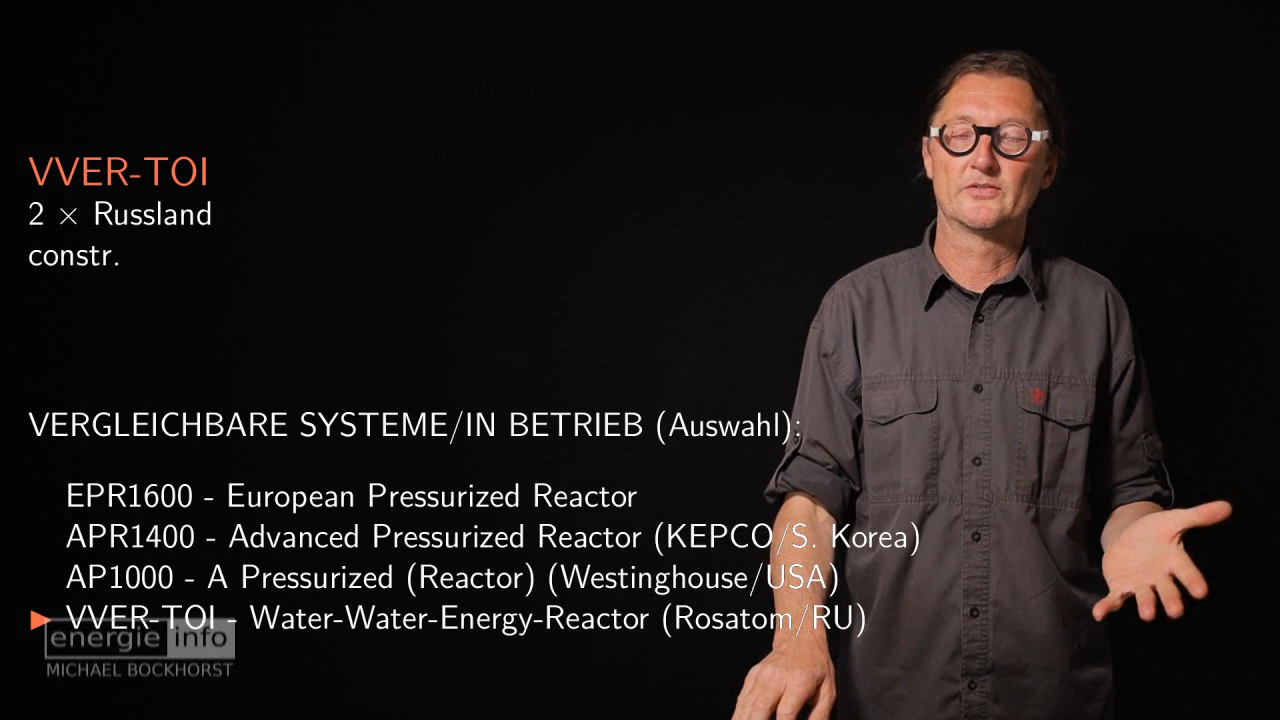 VVER-TOI
2 × Russland
constr.
VERGLEICHBARE SYSTEME/IN BETRIEB (Auswahl):
EPR1600 - European Pressurized Reactor
APR1400 - Advanced Pressurized Reactor (KEPCO/S. Korea)
AP1000 - A Pressurized (Reactor) (Westinghouse/USA)
VVER-TOI - Water-Water-Energy-Reactor (Rosatom/RU)
energie info
MICHAEL BOCKHORST